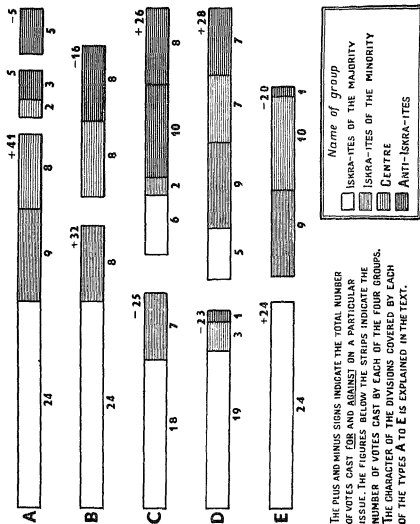 +41 5 -5
A
24 9 8 2 3 5
+32 -16
B
24 8 8 8
-25 +26
C
18 7 6 2 10 8
-23 +28
D
19 3 1 5 9 7 7
+24 -20
E
24 9 10 1
THE PLUS AND MINUS SIGNS INDICATE THE TOTAL NUMBER
OF VOTES CAST FOR AND AGAINST ON A PARTICULAR
ISSUE. THE FIGURES BELOW THE STRIPS INDICATE THE
NUMBER OF VOTES CAST BY EACH OF THE FOUR GROUPS.
THE CHARACTER OF THE DIVISIONS COVERED BY EACH
OF THE TYPES A TO E IS EXPLAINED IN THE TEXT.
Name of group
ISKRA-ITES OF THE MAJORITY
ISKRA-ITES OF THE MINORITY
CENTRE
ANTI-ISKRA-ITES